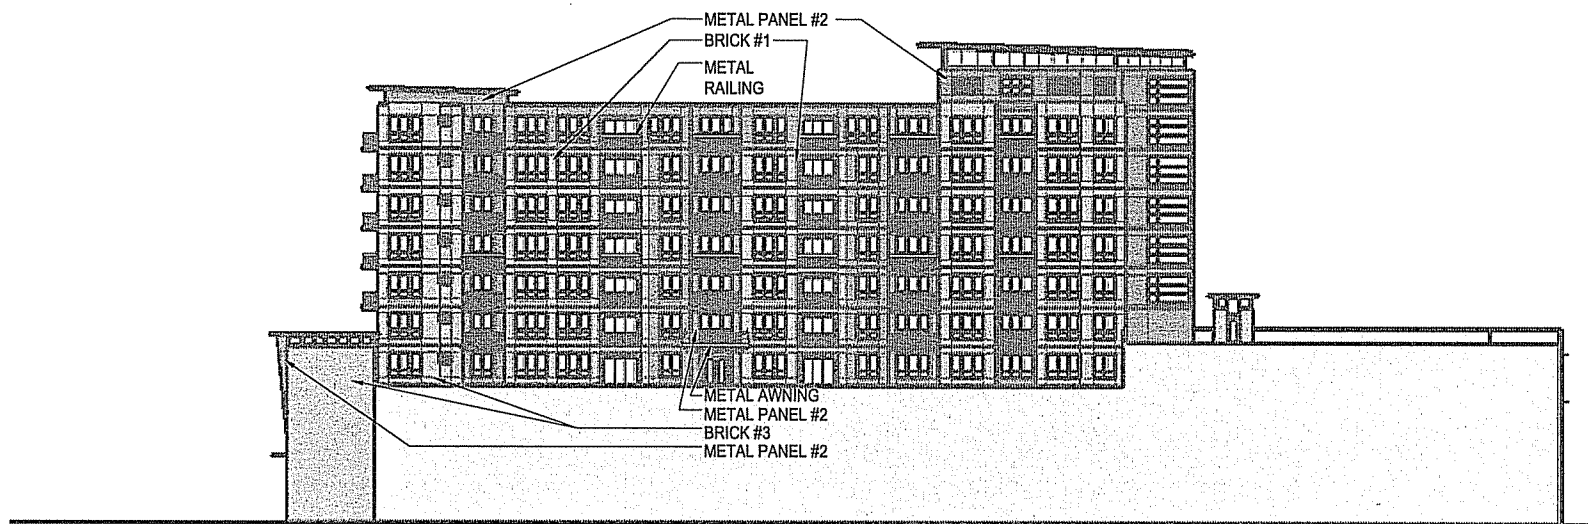 METAL PANEL #2
BRICK #1
METAL
RAILING
METAL AWNING
METAL PANEL #2
BRICK #3
METAL PANEL #2